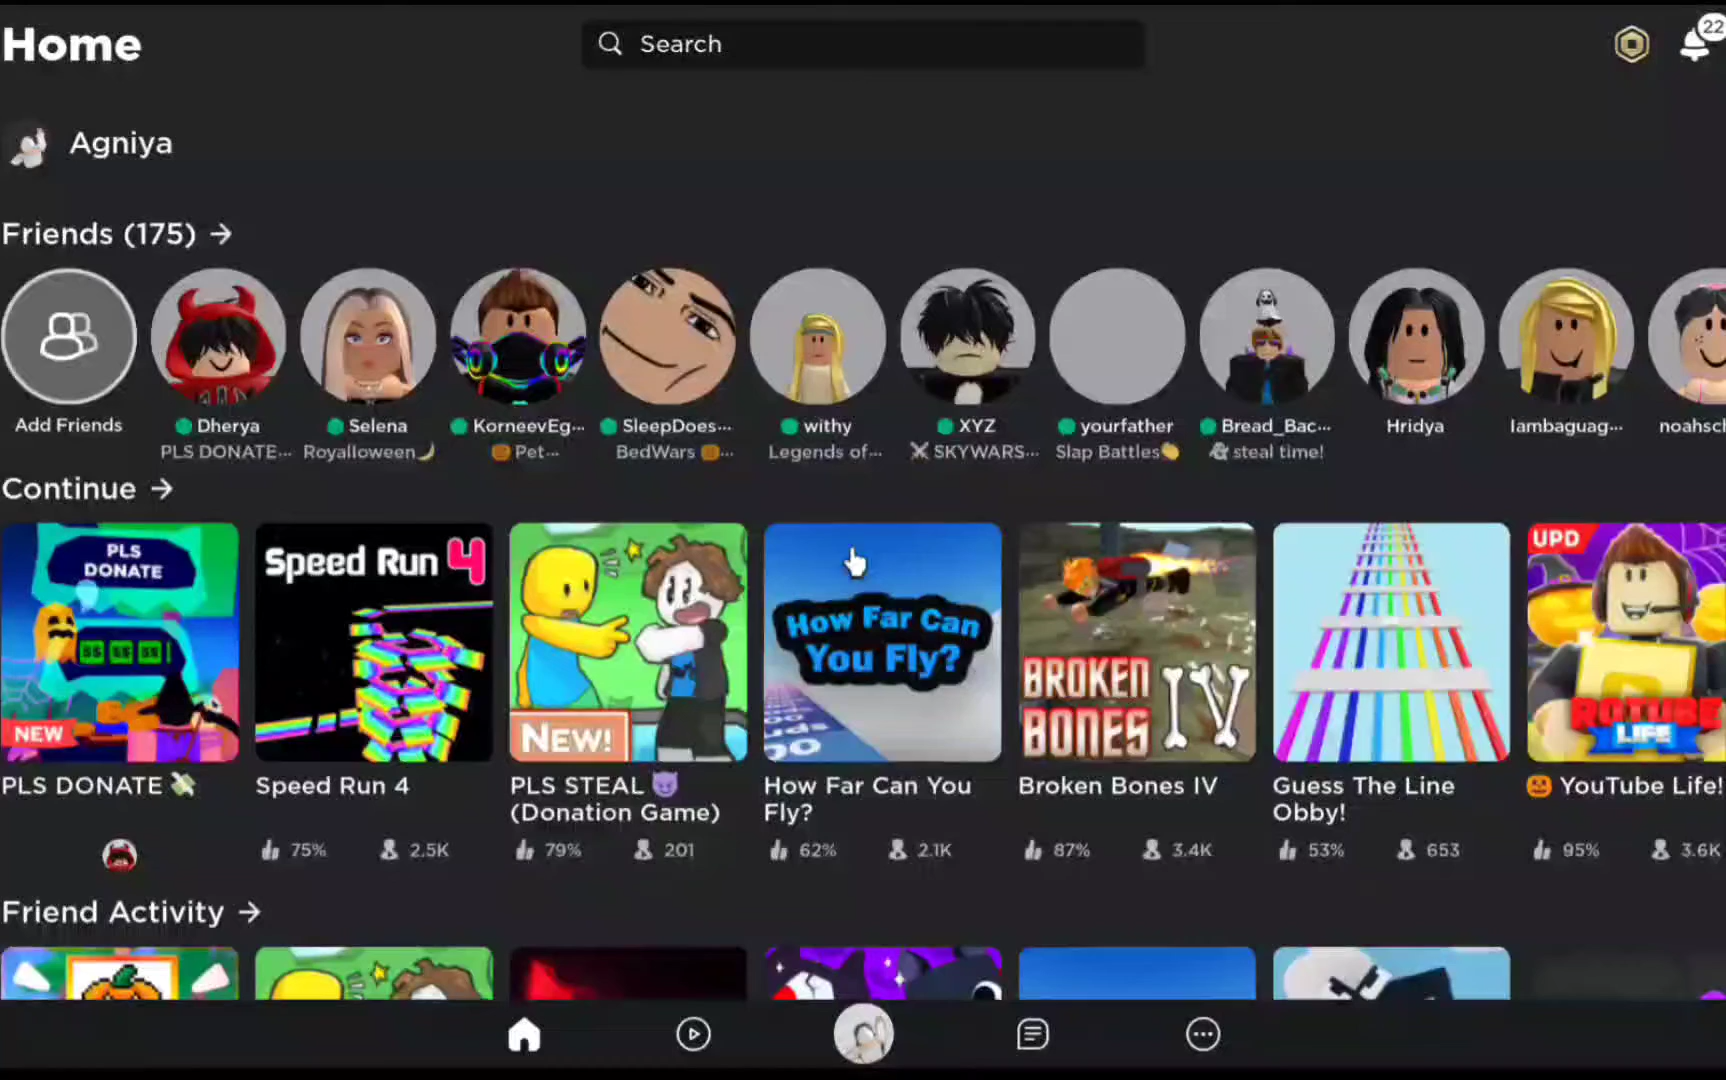 Home
Search
22
Agniya
Friends (175) →
Add Friends
Dherya
PLS DONATE...
Selena
Royalloween🌙
KorneevEg...
🎃 Pet...
SleepDoes...
BedWars 🎃...
withy
Legends of...
XYZ
⚔️ SKYWARS...
yourfather
Slap Battles👏
Bread_Bac...
👻 steal time!
Hridya
Iambaguag...
noahsch
Continue →
PLS
DONATE
NEW
Speed Run 4
NEW!
How Far Can
You Fly?
BROKEN
BONES IV
UPD
ROTUBE
LIFE
PLS DONATE 💸
Speed Run 4
75% 2.5K
PLS STEAL 😈
(Donation Game)
79% 201
How Far Can You
Fly?
62% 2.1K
Broken Bones IV
87% 3.4K
Guess The Line
Obby!
53% 653
🎃 YouTube Life!
95% 3.6K
Friend Activity →